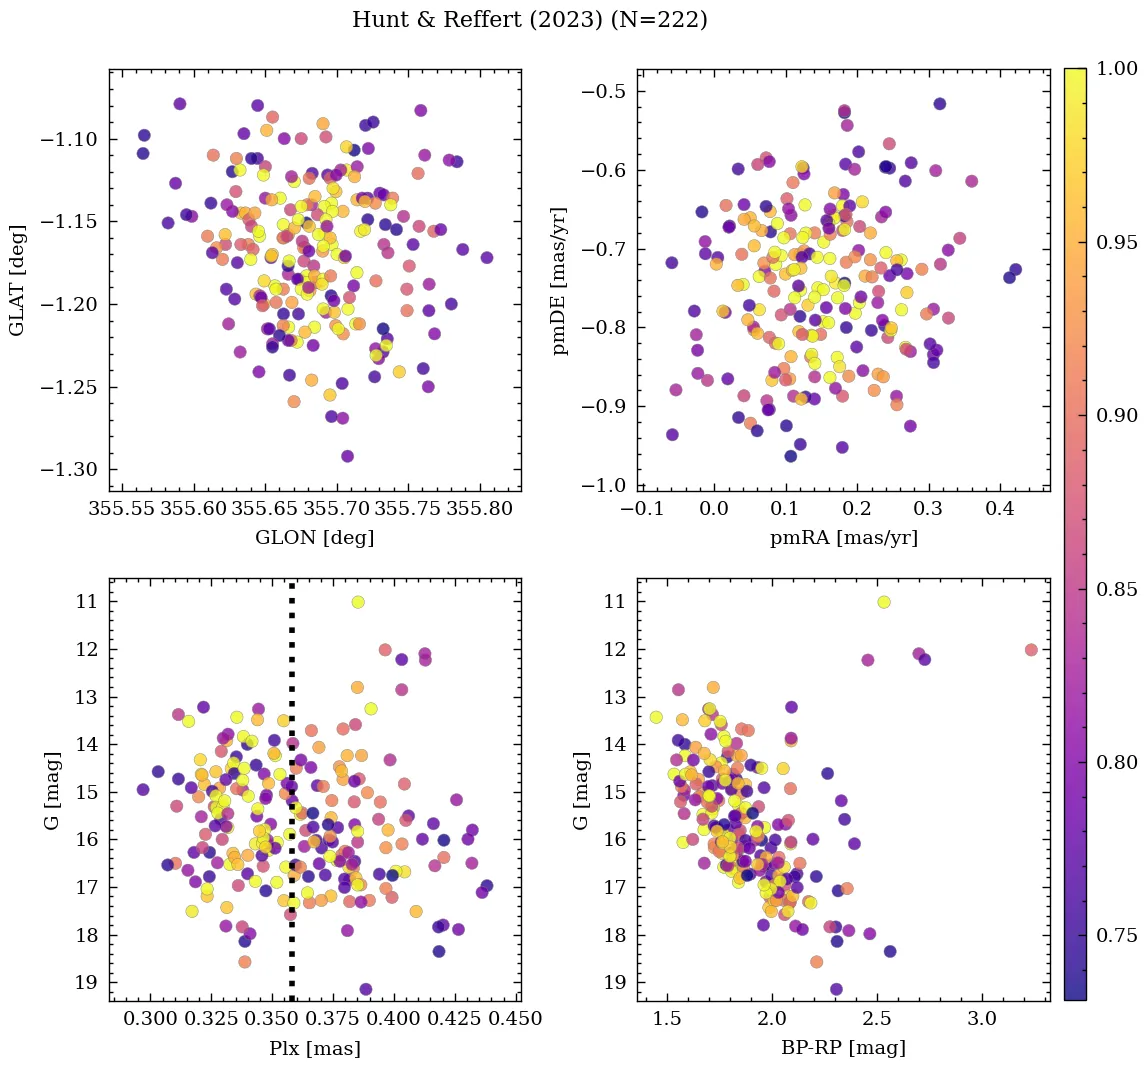 Hunt & Reffert (2023) (N=222)
−1.10
−1.15
−1.20
−1.25
−1.30
GLAT [deg]
355.55 355.60 355.65 355.70 355.75 355.80
GLON [deg]
−0.5
−0.6
−0.7
−0.8
−0.9
−1.0
pmDE [mas/yr]
−0.1 0.0 0.1 0.2 0.3 0.4
pmRA [mas/yr]
1.00
0.95
0.90
0.85
0.80
0.75
11
12
13
14
15
16
17
18
19
G [mag]
0.300 0.325 0.350 0.375 0.400 0.425 0.450
Plx [mas]
11
12
13
14
15
16
17
18
19
G [mag]
1.5 2.0 2.5 3.0
BP-RP [mag]